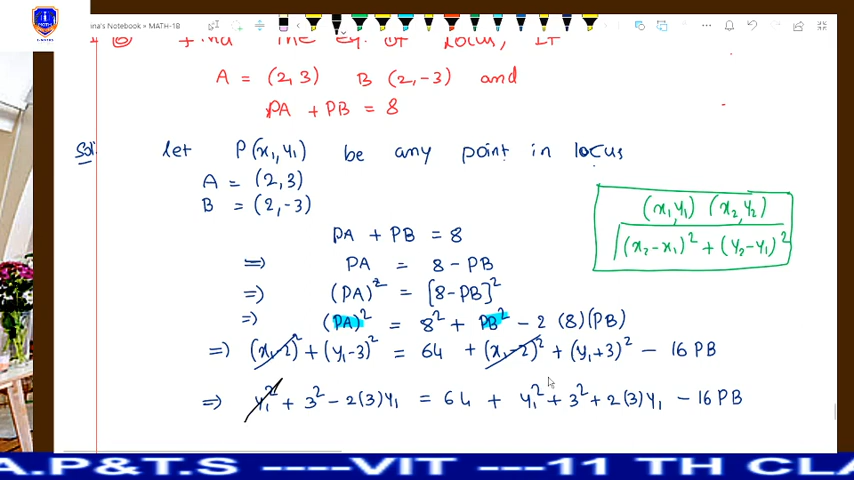 ina's Notebook » MATH-1B
Find The Eq. of Locus, If
A = (2,3) B (2,-3) and
PA + PB = 8
Sol: let P(x₁,y₁) be any point in locus
A = (2,3)
B = (2,-3)
(x₁,y₁) (x₂,y₂)
√(x₂-x₁)² + (y₂-y₁)²
PA + PB = 8
⇒ PA = 8 - PB
⇒ (PA)² = [8-PB]²
⇒ (PA)² = 8² + PB² - 2 (8)(PB)
⇒ (x₁-2)² + (y₁-3)² = 64 + (x₁-2)² + (y₁+3)² - 16 PB
⇒ y₁² + 3² - 2(3)y₁ = 64 + y₁² + 3² + 2(3)y₁ - 16 PB
A.P&T.S -----VIT ---11 TH CLA